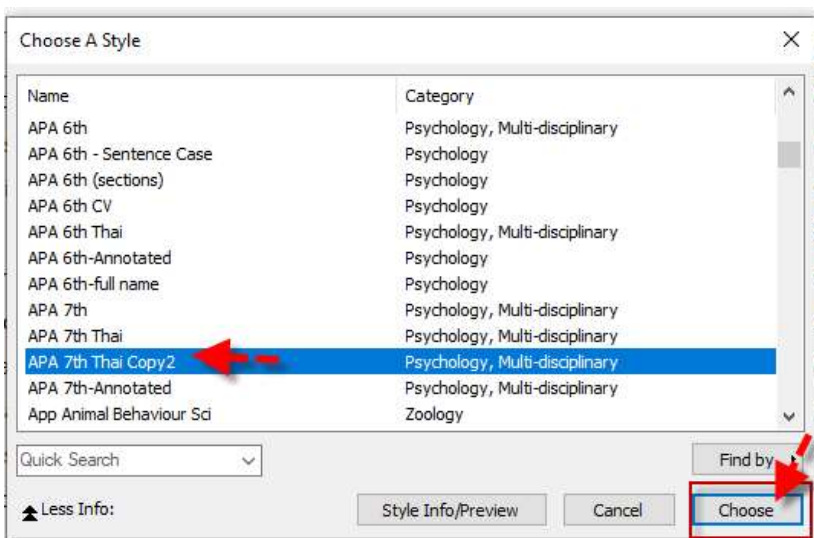 Choose A Style
Name Category
APA 6th Psychology, Multi-disciplinary
APA 6th - Sentence Case Psychology
APA 6th (sections) Psychology
APA 6th CV Psychology
APA 6th Thai Psychology, Multi-disciplinary
APA 6th-Annotated Psychology
APA 6th-full name Psychology
APA 7th Psychology, Multi-disciplinary
APA 7th Thai Psychology, Multi-disciplinary
APA 7th Thai Copy2 Psychology, Multi-disciplinary
APA 7th-Annotated Psychology, Multi-disciplinary
App Animal Behaviour Sci Zoology
Quick Search Find by
Less Info: Style Info/Preview Cancel Choose